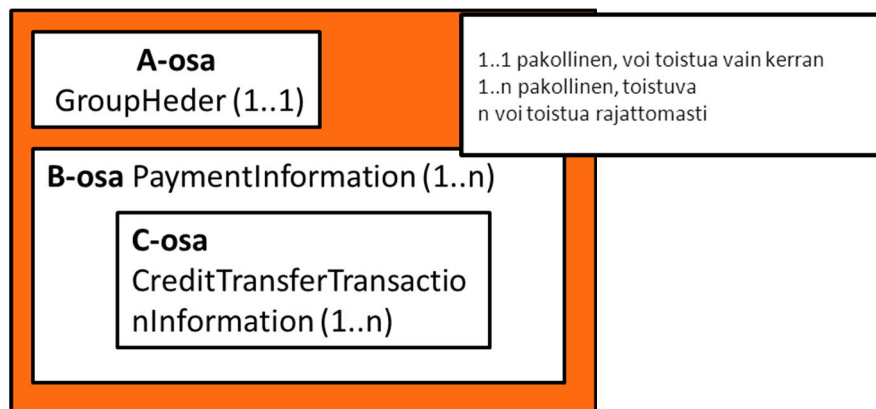 A-osa
GroupHeder (1..1)
1..1 pakollinen, voi toistua vain kerran
1..n pakollinen, toistuva
n voi toistua rajattomasti
B-osa PaymentInformation (1..n)
C-osa
CreditTransferTransactio
nInformation (1..n)